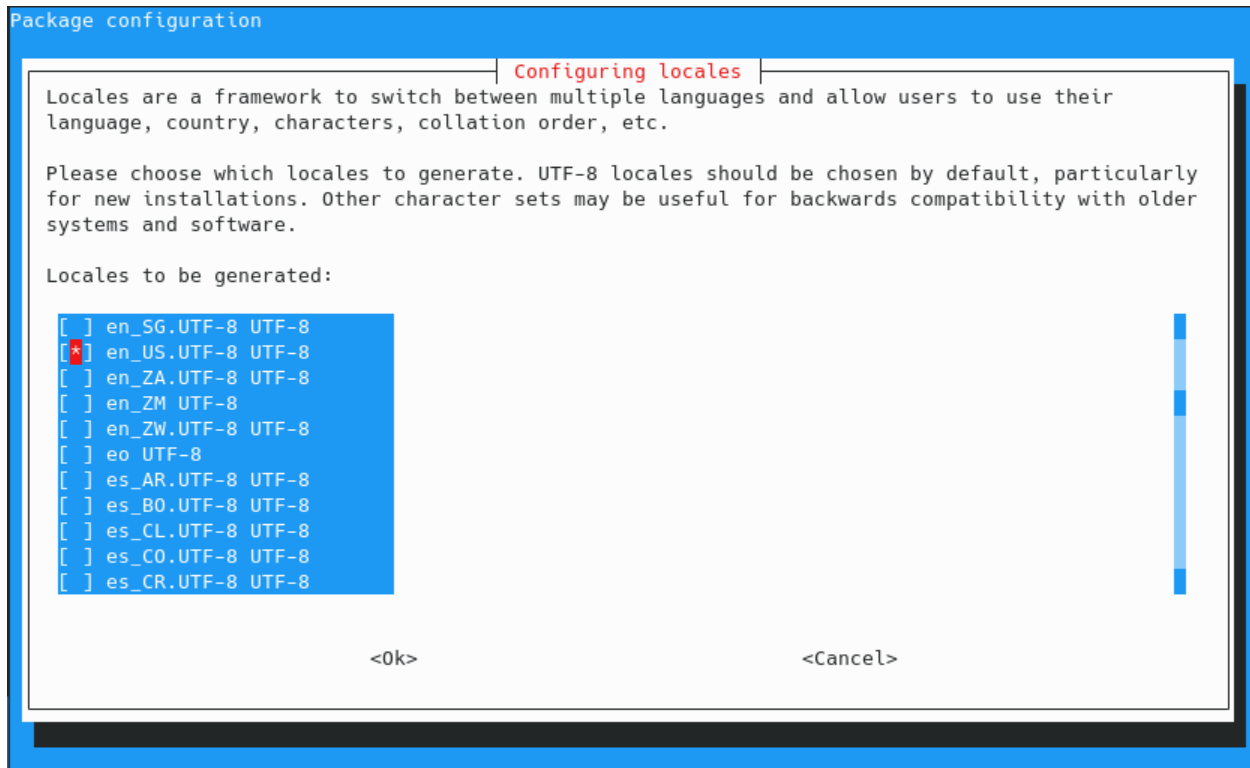 Package configuration
Configuring locales
Locales are a framework to switch between multiple languages and allow users to use their
language, country, characters, collation order, etc.
Please choose which locales to generate. UTF-8 locales should be chosen by default, particularly
for new installations. Other character sets may be useful for backwards compatibility with older
systems and software.
Locales to be generated:
[ ] en_SG.UTF-8 UTF-8
[*] en_US.UTF-8 UTF-8
[ ] en_ZA.UTF-8 UTF-8
[ ] en_ZM UTF-8
[ ] en_ZW.UTF-8 UTF-8
[ ] eo UTF-8
[ ] es_AR.UTF-8 UTF-8
[ ] es_BO.UTF-8 UTF-8
[ ] es_CL.UTF-8 UTF-8
[ ] es_CO.UTF-8 UTF-8
[ ] es_CR.UTF-8 UTF-8
<Ok> <Cancel>